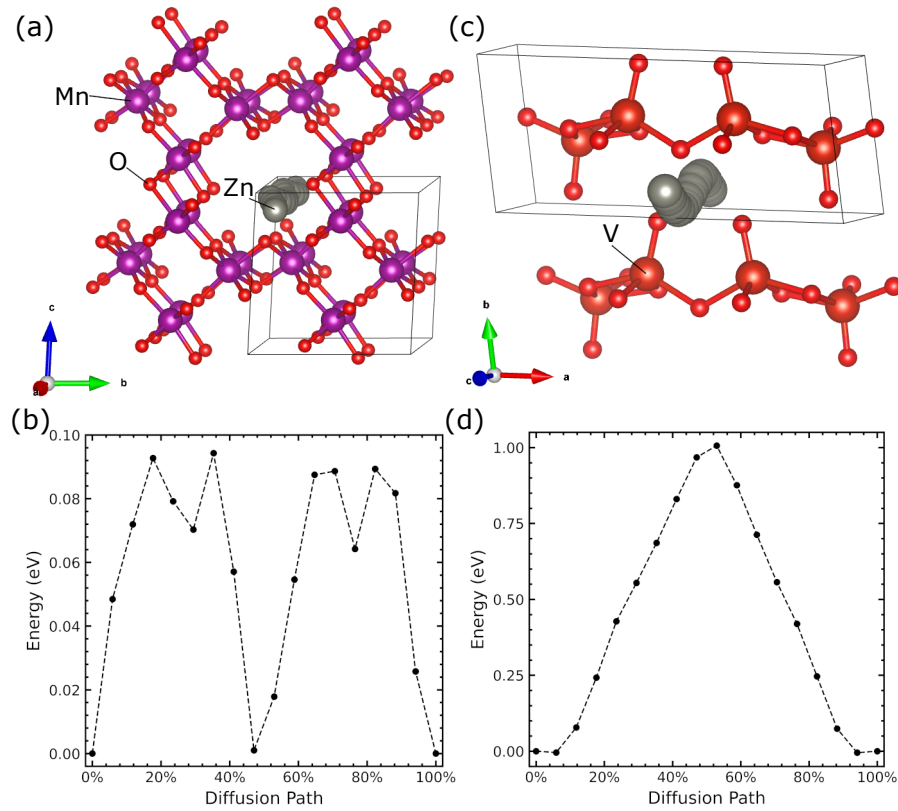 (a)
Mn
O
Zn
c
b
a
(c)
V
b
c
a
(b)
Energy (eV)
0.10
0.08
0.06
0.04
0.02
0.00
0% 20% 40% 60% 80% 100%
Diffusion Path
(d)
Energy (eV)
1.00
0.75
0.50
0.25
0.00
0% 20% 40% 60% 80% 100%
Diffusion Path